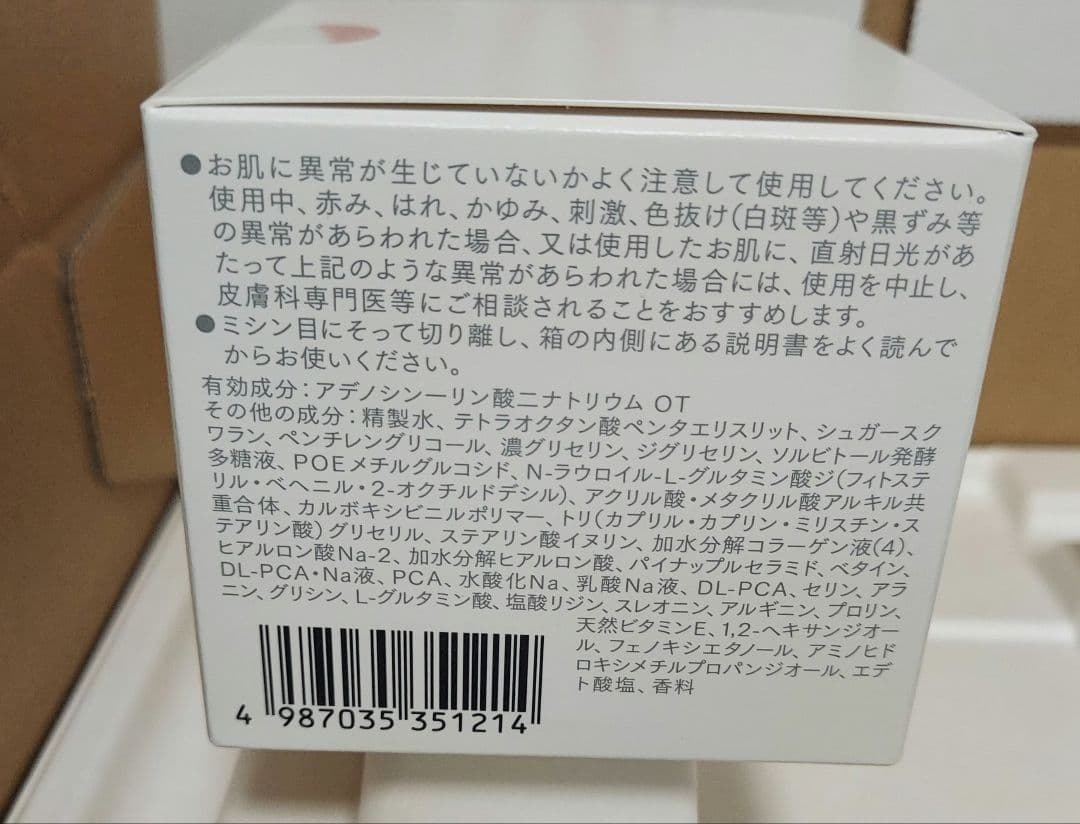 ●お肌に異常が生じていないかよく注意して使用してください。
使用中、赤み、はれ、かゆみ、刺激、色抜け(白斑等)や黒ずみ等
の異常があらわれた場合、又は使用したお肌に、直射日光があ
たって上記のような異常があらわれた場合には、使用を中止し、
皮膚科専門医等にご相談されることをおすすめします。
●ミシン目にそって切り離し、箱の内側にある説明書をよく読んで
からお使いください。
有効成分：アデノシン一リン酸二ナトリウム OT
その他の成分：精製水、テトラオクタン酸ペンタエリスリット、シュガースク
ワラン、ペンチレングリコール、濃グリセリン、ジグリセリン、ソルビトール発酵
多糖液、POEメチルグルコシド、N-ラウロイル-L-グルタミン酸ジ(フィトステ
リル・ベヘニル・2-オクチルドデシル)、アクリル酸・メタクリル酸アルキル共
重合体、カルボキシビニルポリマー、トリ(カプリル・カプリン・ミリスチン・ス
テアリン酸)グリセリル、ステアリン酸イヌリン、加水分解コラーゲン液(4)、
ヒアルロン酸Na-2、加水分解ヒアルロン酸、パイナップルセラミド、ベタイン、
DL-PCA・Na液、PCA、水酸化Na、乳酸Na液、DL-PCA、セリン、アラ
ニン、グリシン、L-グルタミン酸、塩酸リジン、スレオニン、アルギニン、プロリン、
天然ビタミンE、1,2-ヘキサンジオー
ル、フェノキシエタノール、アミノヒド
ロキシメチルプロパンジオール、エデ
ト酸塩、香料
4 987035 351214